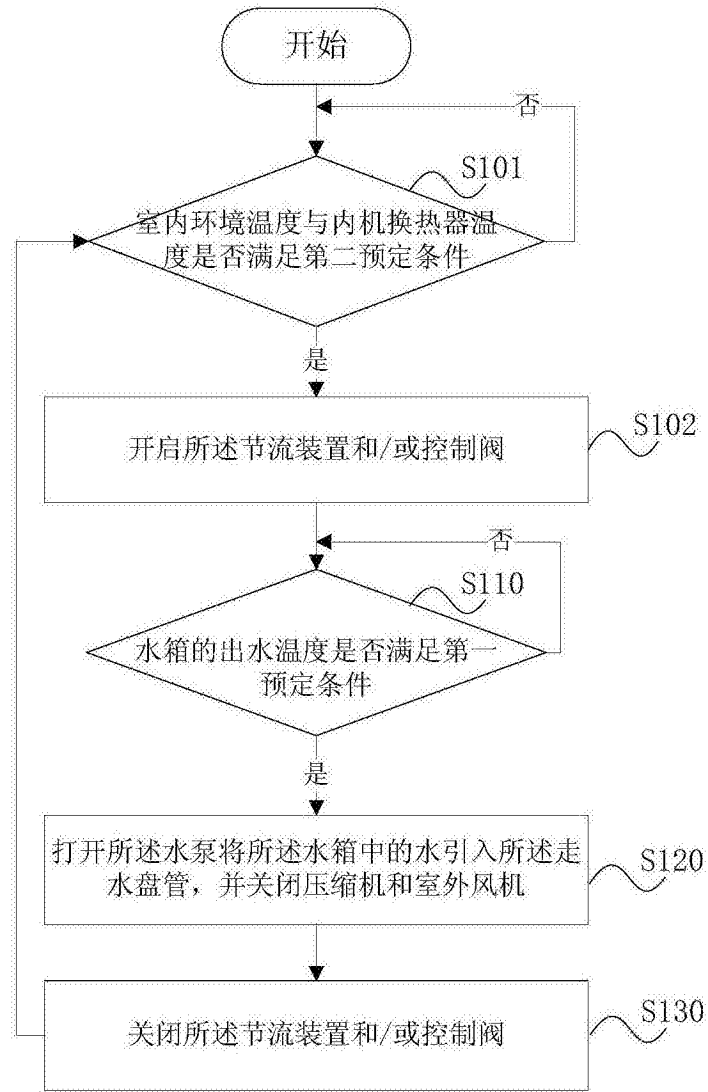 开始
否
S101
室内环境温度与内机换热器温
度是否满足第二预定条件
是
S102
开启所述节流装置和/或控制阀
否
S110
水箱的出水温度是否满足第一
预定条件
是
打开所述水泵将所述水箱中的水引入所述走
水盘管，并关闭压缩机和室外风机
S120
S130
关闭所述节流装置和/或控制阀